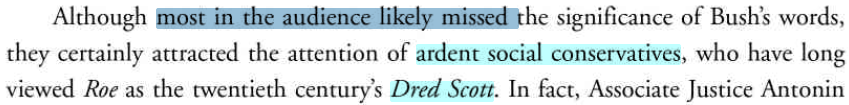 Although most in the audience likely missed the significance of Bush's words,
they certainly attracted the attention of ardent social conservatives, who have long
viewed Roe as the twentieth century's Dred Scott. In fact, Associate Justice Antonin